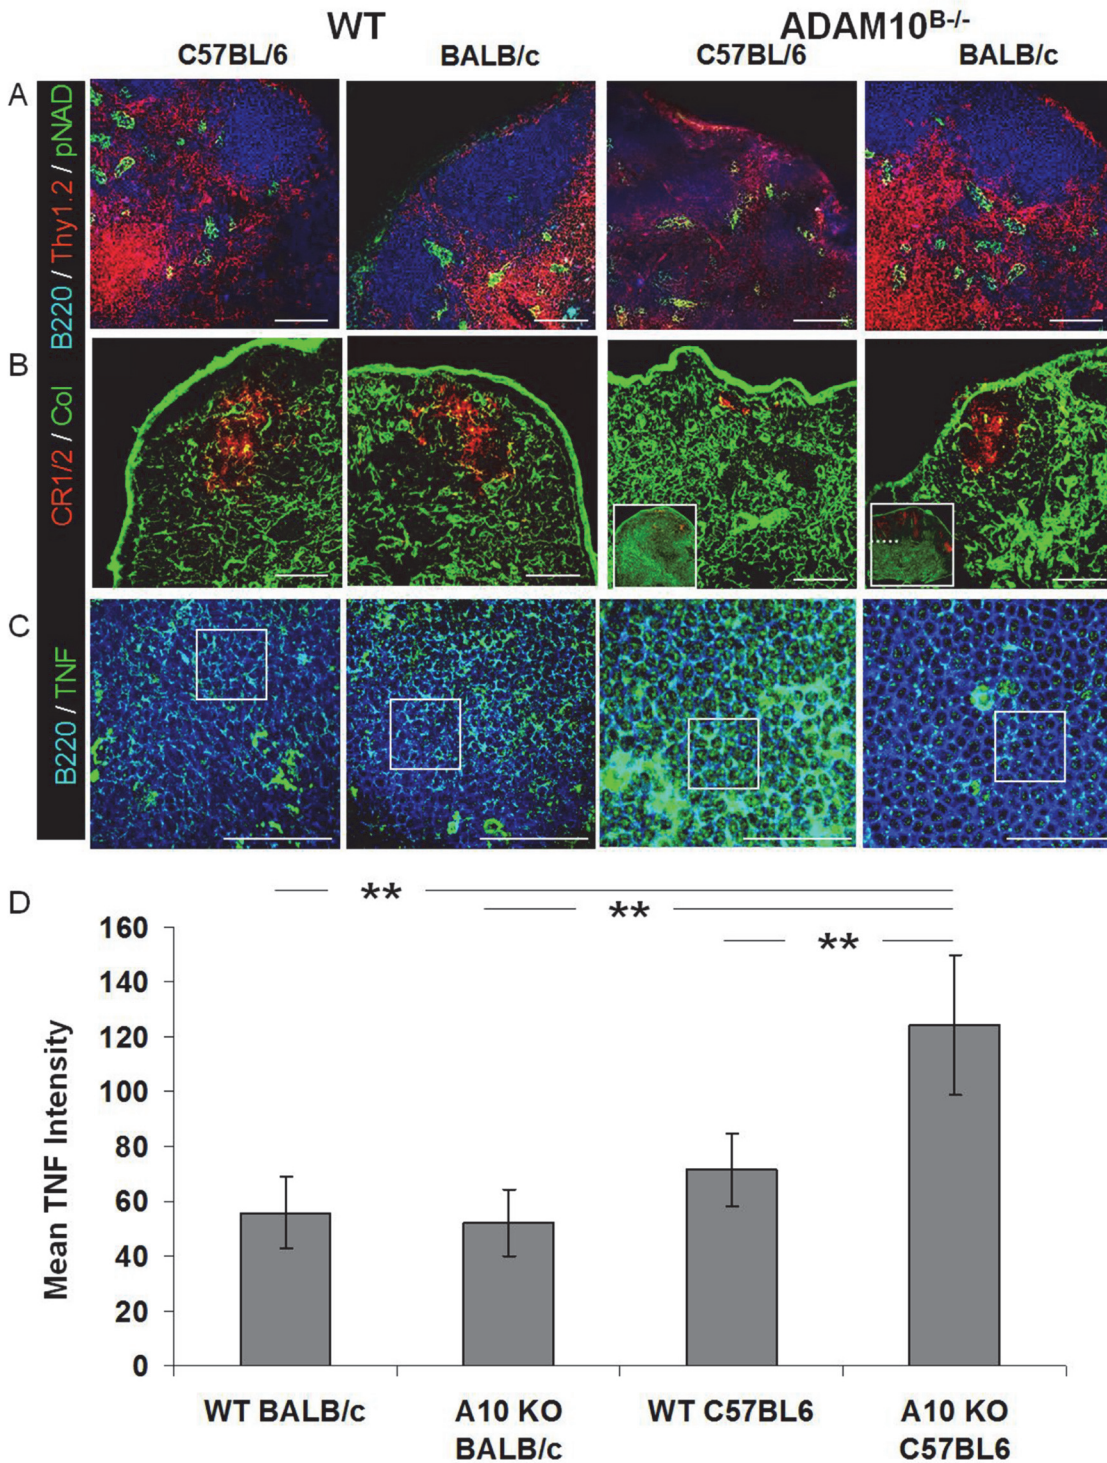 WT
ADAM10B-/-
C57BL/6
BALB/c
C57BL/6
BALB/c
A
B220 / Thy1.2 / pNAD
B
CR1/2 / Col
C
B220 / TNF
D
**
**
**
Mean TNF Intensity
160
140
120
100
80
60
40
20
0
WT BALB/c
A10 KO
BALB/c
WT C57BL6
A10 KO
C57BL6